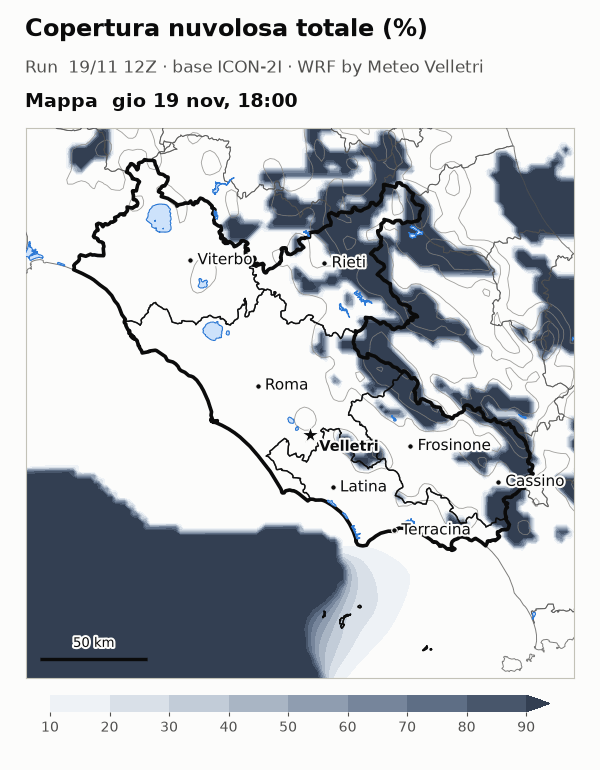 Copertura nuvolosa totale (%)
Run  19/11 12Z · base ICON-2I · WRF by Meteo Velletri
Mappa  gio 19 nov, 18:00
Viterbo
Rieti
Roma
Velletri
Frosinone
Latina
Cassino
Terracina
50 km
10 20 30 40 50 60 70 80 90